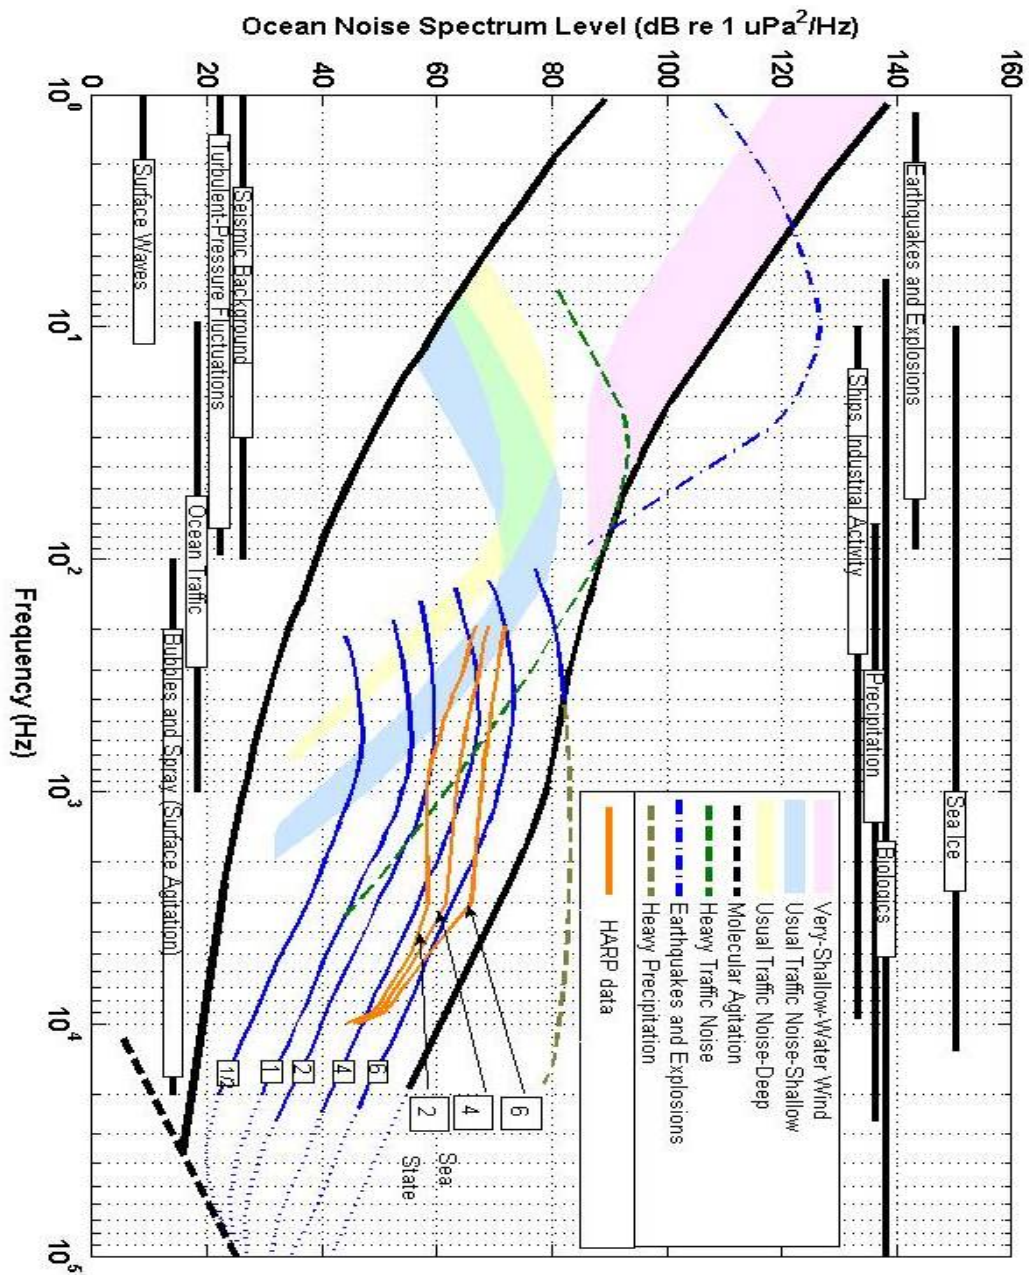 Ocean Noise Spectrum Level (dB re 1 uPa²/Hz)
0
20
40
60
80
100
120
140
160
10⁰
10¹
10²
10³
10⁴
10⁵
Frequency (Hz)
Sea Ice
Earthquakes and Explosions
Biologics
Precipitation
Ships, Industrial Activity
Seismic Background
Turbulent-Pressure Fluctuations
Ocean Traffic
Bubbles and Spray (Surface Agitation)
Surface Waves
Very-Shallow-Water Wind
Usual Traffic Noise-Shallow
Usual Traffic Noise-Deep
Molecular Agitation
Heavy Traffic Noise
Earthquakes and Explosions
Heavy Precipitation
HARP data
6
4
2
Sea
State
6
4
2
1
1/2